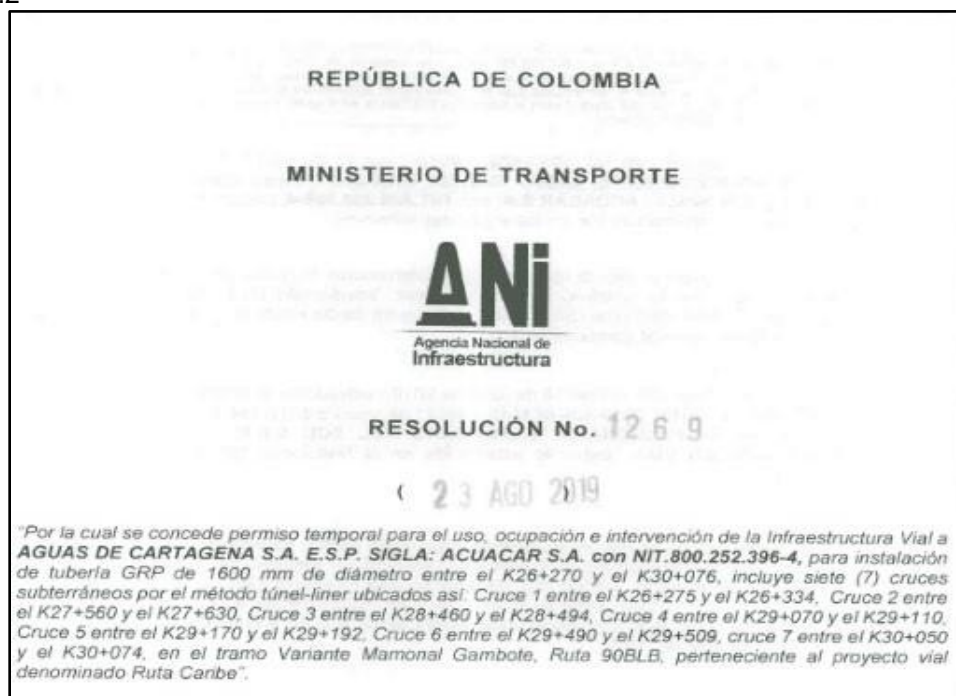 REPÚBLICA DE COLOMBIA
MINISTERIO DE TRANSPORTE
ANi
Agencia Nacional de
Infraestructura
RESOLUCIÓN No. 1269
( 23 AGO 2019
"Por la cual se concede permiso temporal para el uso, ocupación e intervención de la Infraestructura Vial a
AGUAS DE CARTAGENA S.A. E.S.P. SIGLA: ACUACAR S.A. con NIT.800.252.396-4, para instalación
de tubería GRP de 1600 mm de diámetro entre el K26+270 y el K30+076, incluye siete (7) cruces
subterráneos por el método túnel-liner ubicados así: Cruce 1 entre el K26+275 y el K26+334, Cruce 2 entre
el K27+560 y el K27+630, Cruce 3 entre el K28+460 y el K28+494, Cruce 4 entre el K29+070 y el K29+110,
Cruce 5 entre el K29+170 y el K29+192, Cruce 6 entre el K29+490 y el K29+509, cruce 7 entre el K30+050
y el K30+074, en el tramo Variante Mamonal Gambote, Ruta 90BLB, perteneciente al proyecto vial
denominado Ruta Caribe".